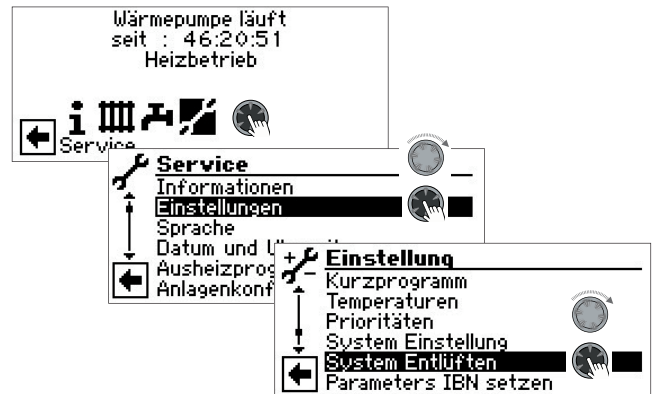 Wärmepumpe läuft
seit : 46:20:51
Heizbetrieb
Service
Service
Informationen
Einstellungen
Sprache
Datum und
Ausheizprog
Anlagenkonf
Einstellung
Kurzprogramm
Temperaturen
Prioritäten
System Einstellung
System Entlüften
Parameters IBN setzen